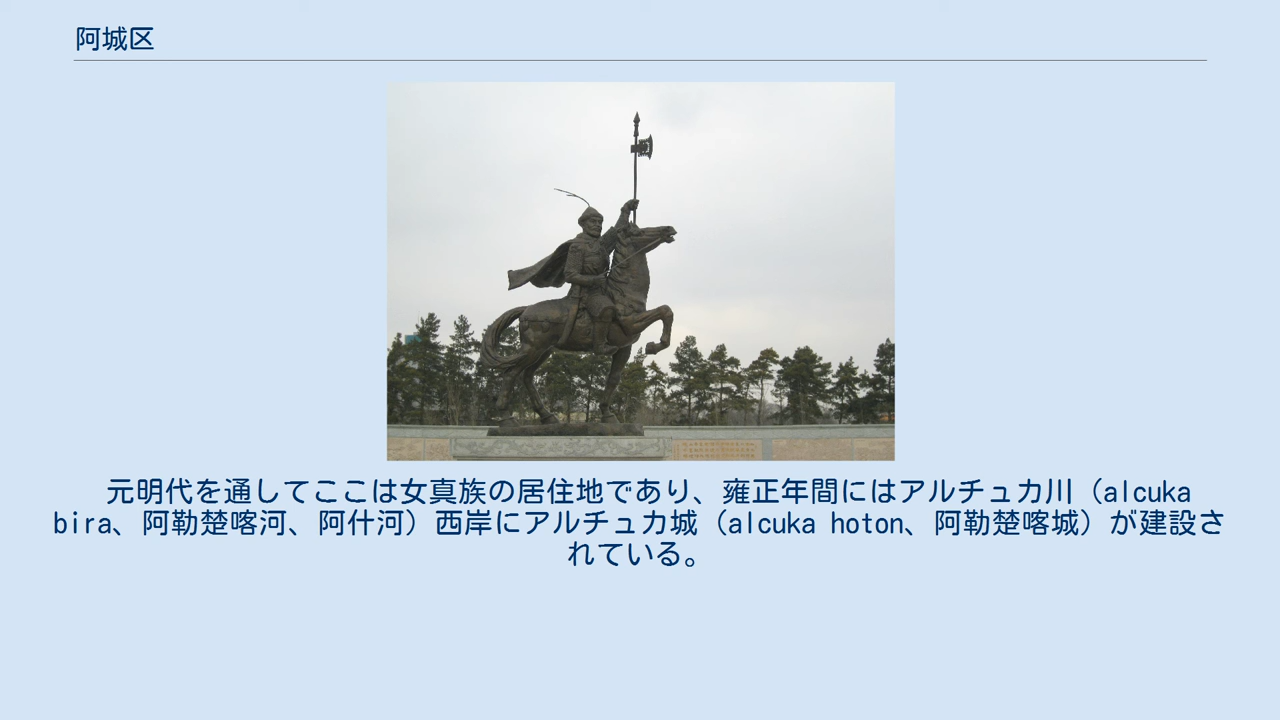 阿城区
元明代を通してここは女真族の居住地であり、雍正年間にはアルチュカ川（alcuka
bira、阿勒楚喀河、阿什河）西岸にアルチュカ城（alcuka hoton、阿勒楚喀城）が建設さ
れている。